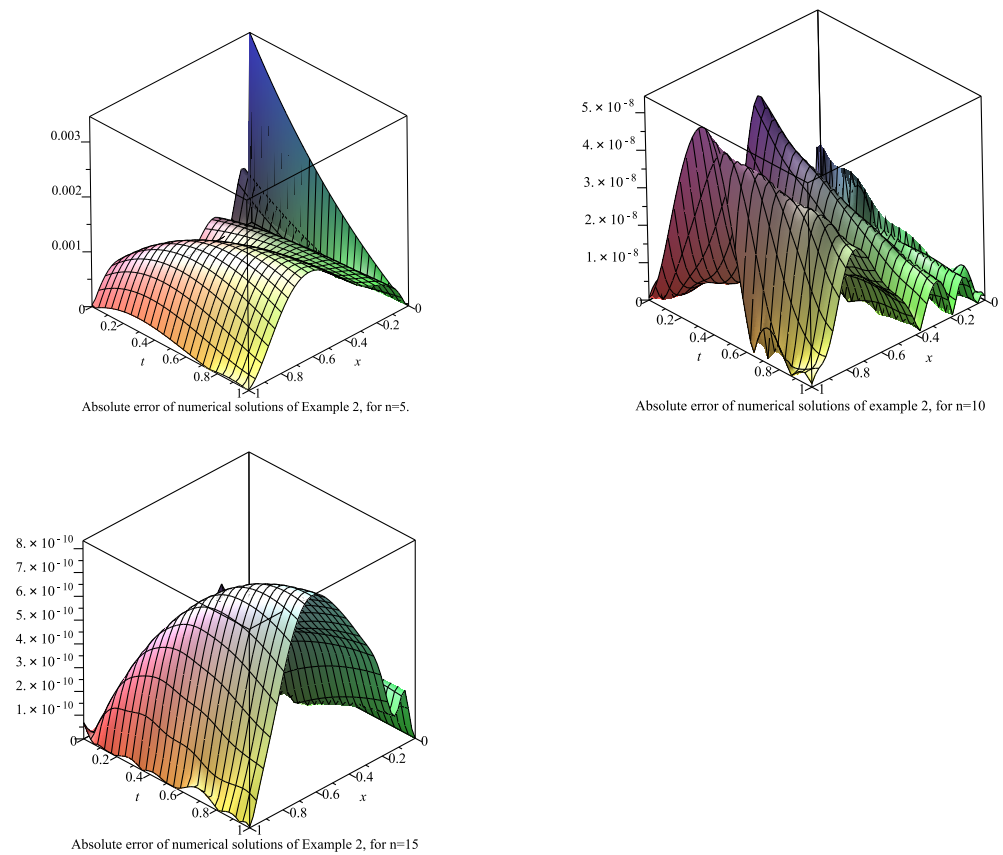 0.003
0.002
0.001
0
0.2
0.4
t
0.6
0.8
1
1
0.8
0.6
x
0.4
0.2
0
Absolute error of numerical solutions of Example 2, for n=5.
5. × 10⁻⁸
4. × 10⁻⁸
3. × 10⁻⁸
2. × 10⁻⁸
1. × 10⁻⁸
0
0.2
0.4
t
0.6
0.8
1
1
0.8
0.6
x
0.4
0.2
0
Absolute error of numerical solutions of example 2, for n=10
8. × 10⁻¹⁰
7. × 10⁻¹⁰
6. × 10⁻¹⁰
5. × 10⁻¹⁰
4. × 10⁻¹⁰
3. × 10⁻¹⁰
2. × 10⁻¹⁰
1. × 10⁻¹⁰
0
0.2
0.4
t
0.6
0.8
1
1
0.8
0.6
x
0.4
0.2
0
Absolute error of numerical solutions of Example 2, for n=15